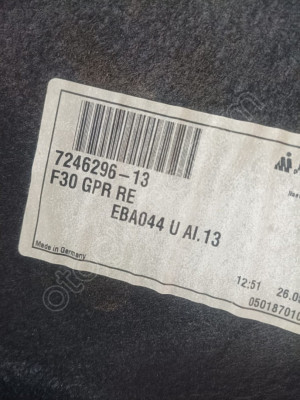 7246296-13
F30 GPR RE
EBA044 U AI.13
Made in Germany
12:51